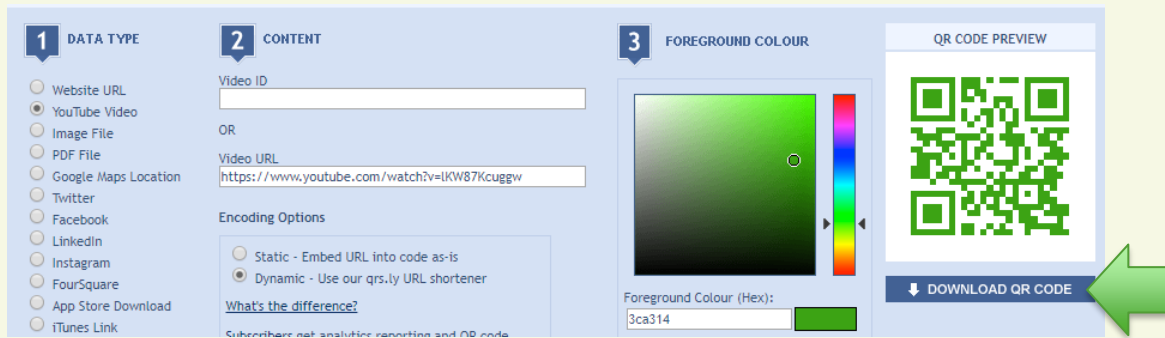 1 DATA TYPE
Website URL
YouTube Video
Image File
PDF File
Google Maps Location
Twitter
Facebook
LinkedIn
Instagram
FourSquare
App Store Download
iTunes Link
2 CONTENT
Video ID
OR
Video URL
https://www.youtube.com/watch?v=lKW87Kcuggw
Encoding Options
Static - Embed URL into code as-is
Dynamic - Use our qrs.ly URL shortener
What's the difference?
Subscribers get analytics reporting and QR code
3 FOREGROUND COLOUR
Foreground Colour (Hex):
3ca314
QR CODE PREVIEW
DOWNLOAD QR CODE